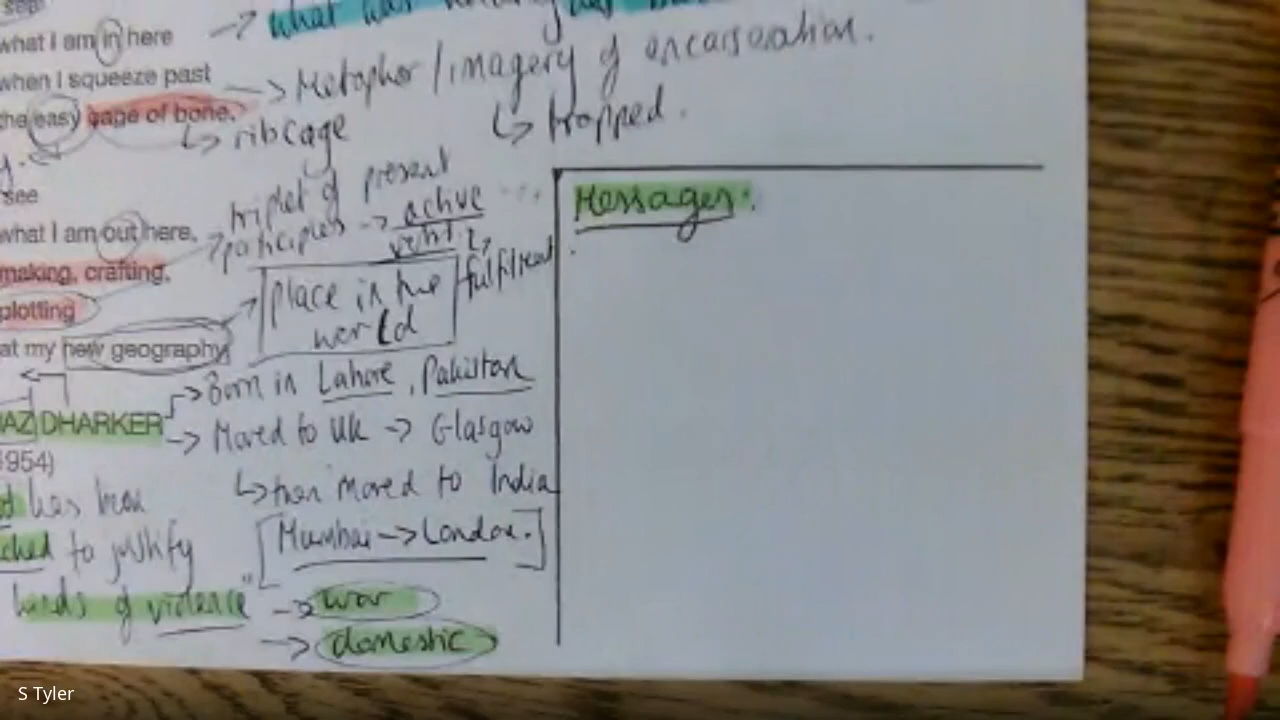 see
what I am in here
what was
when I squeeze past
Metaphor / imagery of encarseration.
the easy cage of bone.
ribcage
trapped.
see
triplet of present
what I am out here,
participles -> active
making, crafting,
fulfilment
plotting
place in the
world
at my new geography.
Born in Lahore, Pakistan
AZ DHARKER
Moved to UK -> Glasgow
1954)
then moved to India
has been
[Mumbai -> London.]
to justify
kinds of violence"
-> war
-> domestic
Messages:
S Tyler